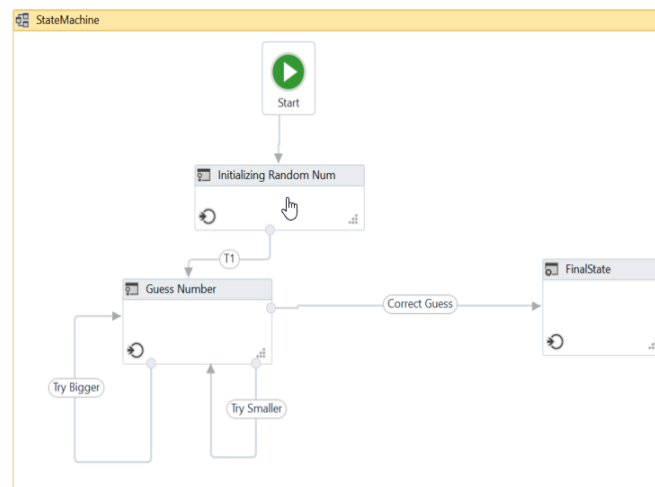 StateMachine
Start
Initializing Random Num
T1
Guess Number
FinalState
Correct Guess
Try Bigger
Try Smaller